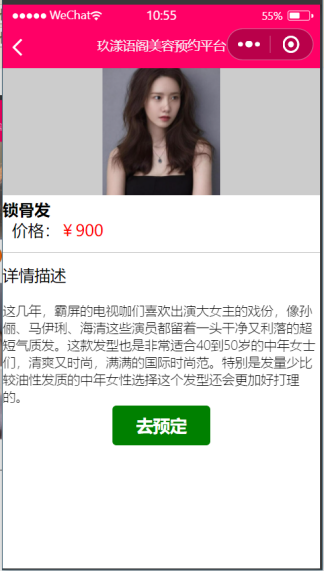 ●●●●● WeChat 10:55 55%
玖漾语阁美容预约平台
锁骨发
价格：￥900
详情描述
这几年，霸屏的电视咖们喜欢出演大女主的戏份，像孙
俪、马伊琍、海清这些演员都留着一头干净又利落的超
短气质发。这款发型也是非常适合40到50岁的中年女士
们，清爽又时尚，满满的国际时尚范。特别是发量少比
较油性发质的中年女性选择这个发型还会更加好打理
的。
去预定